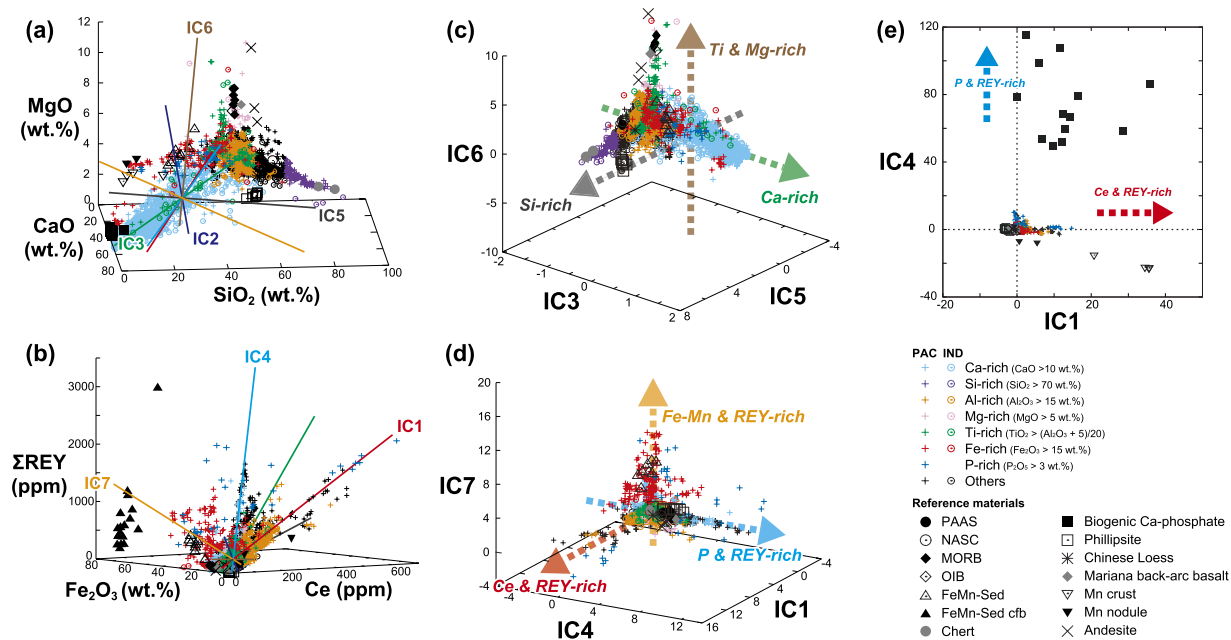 (a)
12
10
8
6
4
2
0
MgO
(wt.%)
IC6
IC5
IC3
IC2
CaO
(wt.%)
0
20
40
60
80
0
20
40
60
80
100
SiO₂ (wt.%)
(c)
10
5
0
-5
-10
IC6
Ti & Mg-rich
Ca-rich
Si-rich
-2
-1
0
1
2
IC3
8
4
0
-4
IC5
(e)
120
80
40
0
-40
IC4
P & REY-rich
Ce & REY-rich
-20
0
20
40
IC1
(b)
3000
2000
1000
0
ΣREY
(ppm)
IC4
IC1
IC7
80
60
40
20
0
Fe₂O₃ (wt.%)
0
200
400
600
Ce (ppm)
(d)
20
16
12
8
4
0
-4
IC7
Fe-Mn & REY-rich
P & REY-rich
Ce & REY-rich
-4
0
4
8
12
IC4
16
12
8
4
0
-4
IC1
PAC IND
Ca-rich (CaO >10 wt.%)
Si-rich (SiO₂ > 70 wt.%)
Al-rich (Al₂O₃ > 15 wt.%)
Mg-rich (MgO > 5 wt.%)
Ti-rich (TiO₂ > (Al₂O₃ + 5)/20)
Fe-rich (Fe₂O₃ > 15 wt.%)
P-rich (P₂O₅ > 3 wt.%)
Others
Reference materials
PAAS
NASC
MORB
OIB
FeMn-Sed
FeMn-Sed cfb
Chert
Biogenic Ca-phosphate
Phillipsite
Chinese Loess
Mariana back-arc basalt
Mn crust
Mn nodule
Andesite